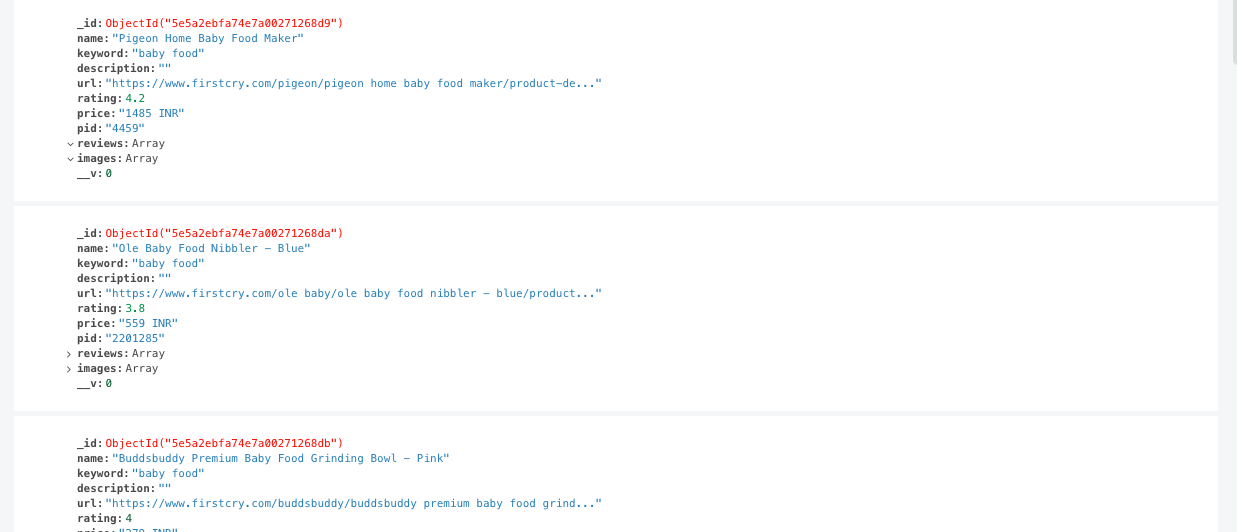 _id: ObjectId("5e5a2ebfa74e7a00271268d9")
name: "Pigeon Home Baby Food Maker"
keyword: "baby food"
description: ""
url: "https://www.firstcry.com/pigeon/pigeon home baby food maker/product-de..."
rating: 4.2
price: "1485 INR"
pid: "4459"
reviews: Array
images: Array
__v: 0
_id: ObjectId("5e5a2ebfa74e7a00271268da")
name: "Ole Baby Food Nibbler - Blue"
keyword: "baby food"
description: ""
url: "https://www.firstcry.com/ole baby/ole baby food nibbler - blue/product..."
rating: 3.8
price: "559 INR"
pid: "2201285"
reviews: Array
images: Array
__v: 0
_id: ObjectId("5e5a2ebfa74e7a00271268db")
name: "Buddsbuddy Premium Baby Food Grinding Bowl - Pink"
keyword: "baby food"
description: ""
url: "https://www.firstcry.com/buddsbuddy/buddsbuddy premium baby food grind..."
rating: 4